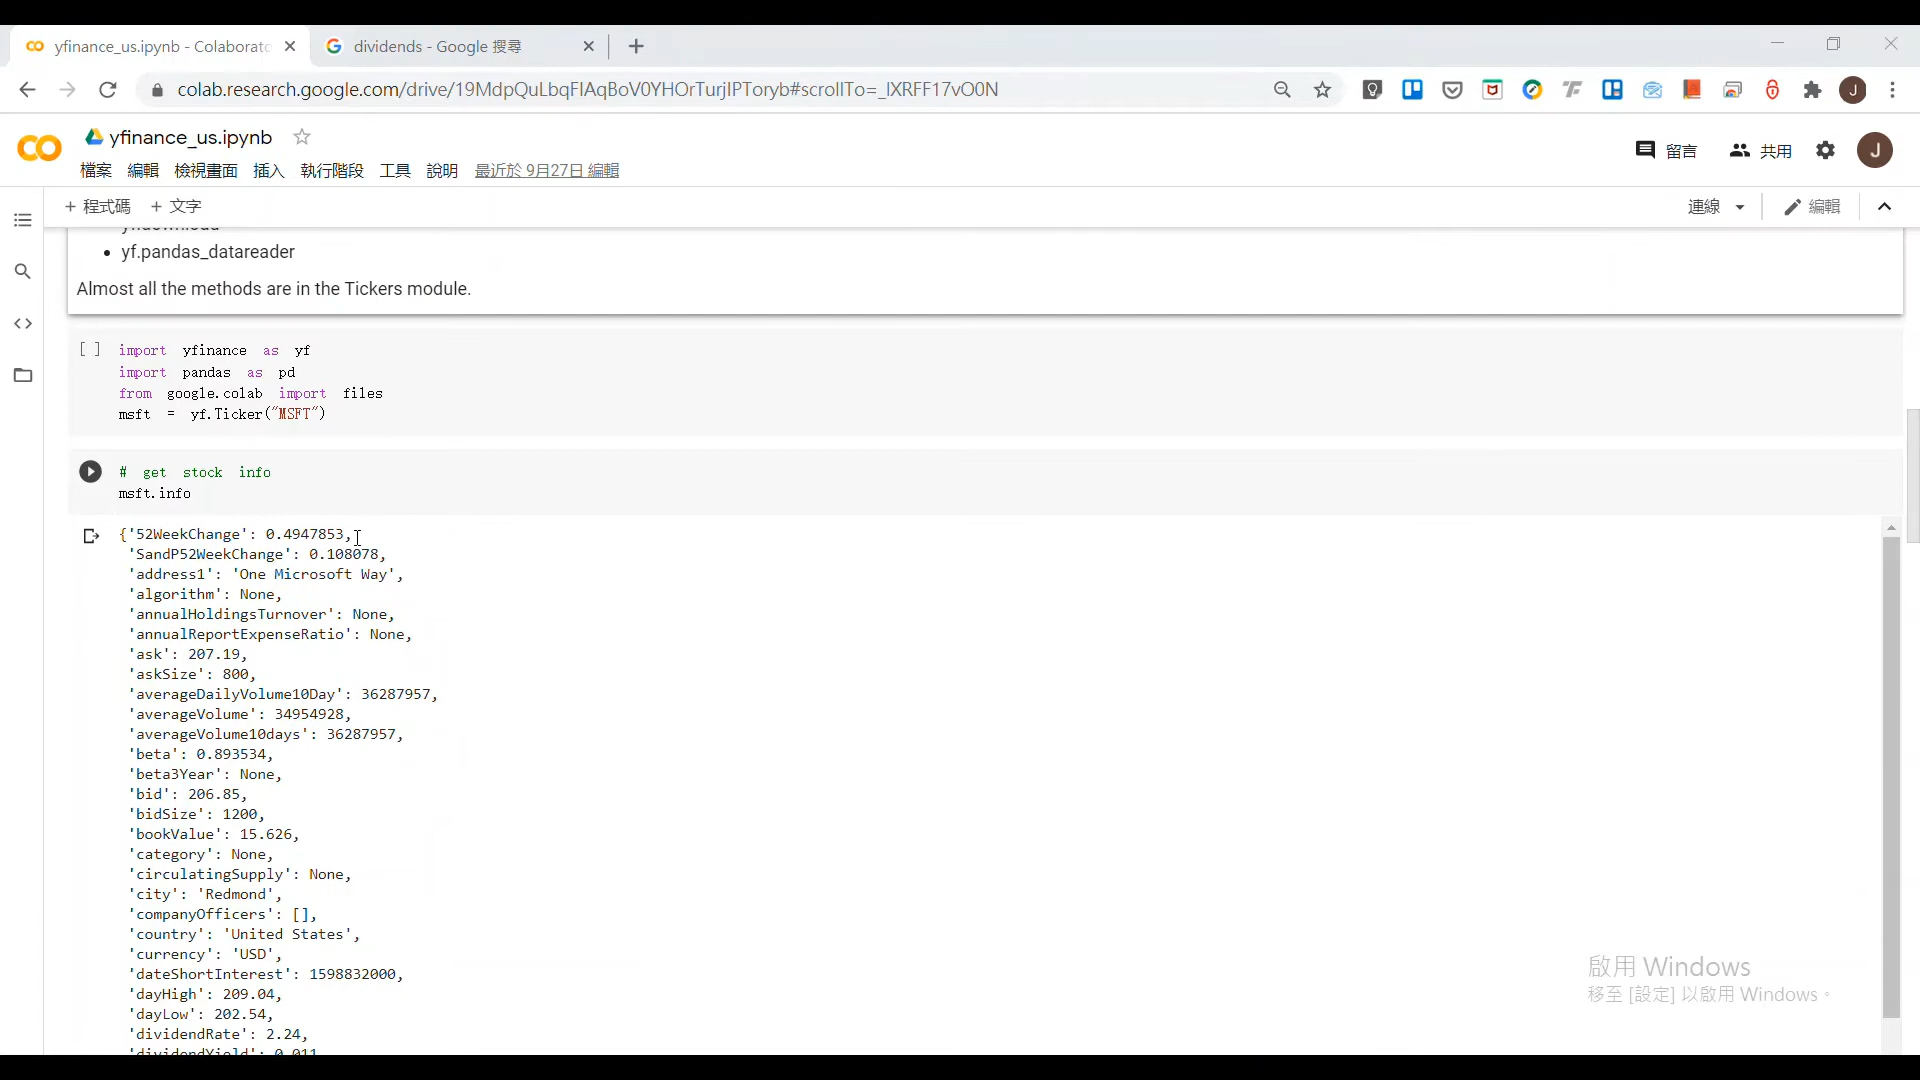 yfinance_us.ipynb - Colaborato
dividends - Google 搜尋
colab.research.google.com/drive/19MdpQuLbqFIAqBoV0YHOrTurjIPToryb#scrollTo=_IXRFF17vO0N
J
yfinance_us.ipynb
檔案 編輯 檢視畫面 插入 執行階段 工具 說明 最近於 9月27日 編輯
留言 共用 J
+ 程式碼 + 文字
連線 編輯
yf.download
• yf.pandas_datareader
Almost all the methods are in the Tickers module.
[ ] import yfinance as yf
import pandas as pd
from google.colab import files
msft = yf.Ticker("MSFT")
# get stock info
msft.info
{'52WeekChange': 0.4947853,
'SandP52WeekChange': 0.108078,
'address1': 'One Microsoft Way',
'algorithm': None,
'annualHoldingsTurnover': None,
'annualReportExpenseRatio': None,
'ask': 207.19,
'askSize': 800,
'averageDailyVolume10Day': 36287957,
'averageVolume': 34954928,
'averageVolume10days': 36287957,
'beta': 0.893534,
'beta3Year': None,
'bid': 206.85,
'bidSize': 1200,
'bookValue': 15.626,
'category': None,
'circulatingSupply': None,
'city': 'Redmond',
'companyOfficers': [],
'country': 'United States',
'currency': 'USD',
'dateShortInterest': 1598832000,
'dayHigh': 209.04,
'dayLow': 202.54,
'dividendRate': 2.24,
'dividendYield': 0.011
啟用 Windows
移至 [設定] 以啟用 Windows。